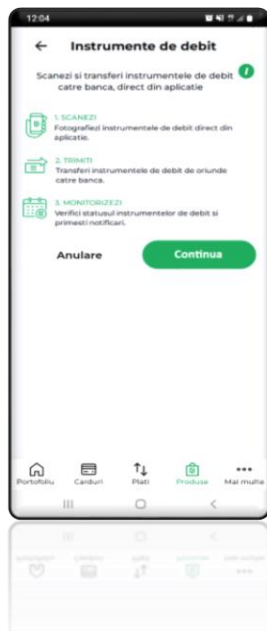 12:04
Instrumente de debit
Scanezi si transferi instrumentele de debit
catre banca, direct din aplicatie
i
1. SCANEZI
Fotografiezi instrumentele de debit direct din
aplicatie.
2. TRIMITI
Transferi instrumentele de debit de oriunde
catre banca.
3. MONITORIZEZI
Verifici statusul instrumentelor de debit si
primesti notificari.
Anulare
Continua
Portofoliu Carduri Plati Produse Mai multe